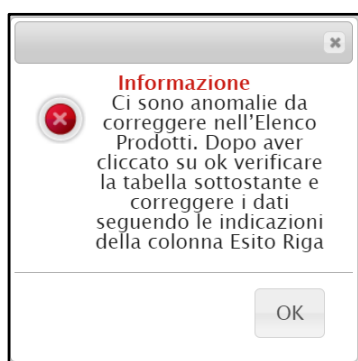 Informazione
Ci sono anomalie da
correggere nell'Elenco
Prodotti. Dopo aver
cliccato su ok verificare
la tabella sottostante e
correggere i dati
seguendo le indicazioni
della colonna Esito Riga
OK